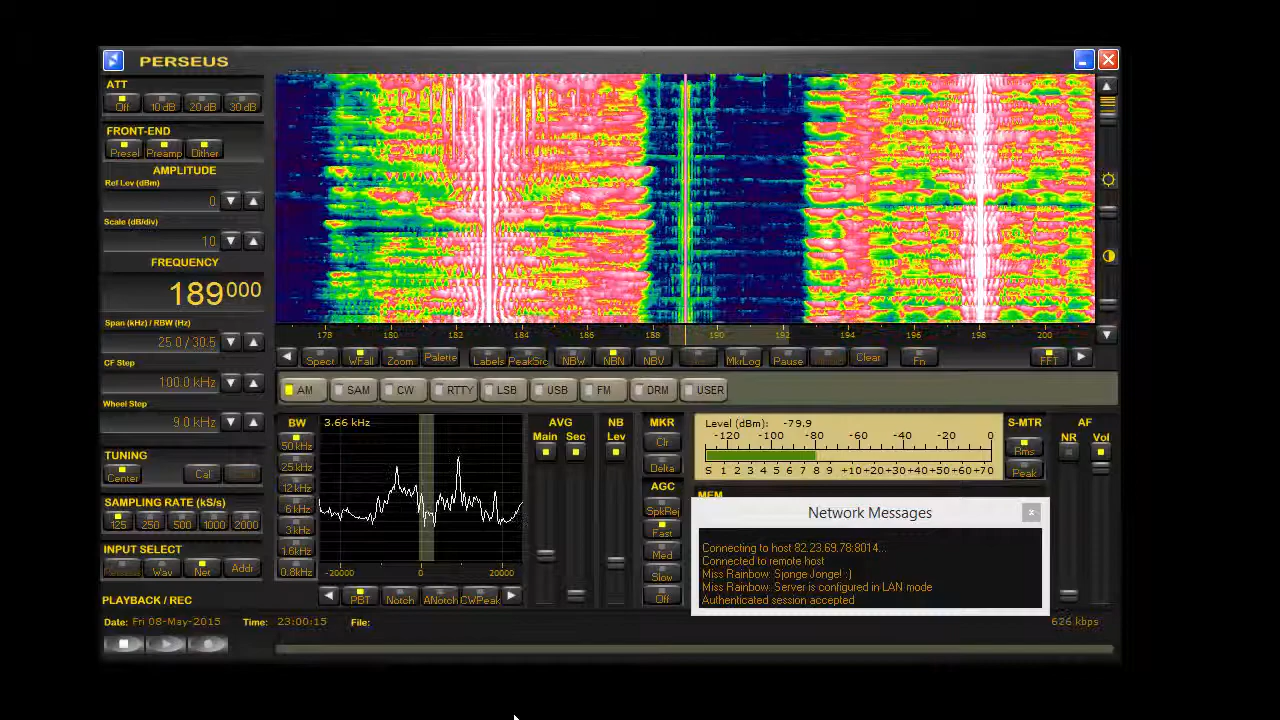 PERSEUS
ATT
Off 10 dB 20 dB 30 dB
FRONT-END
Presel Preamp Dither
AMPLITUDE
Ref Lev (dBm)
0
Scale (dB/div)
10
FREQUENCY
189000
Span (kHz) / RBW (Hz)
25.0 / 30.5
CF Step
100.0 kHz
Wheel Step
9.0 kHz
TUNING
Center Cal
SAMPLING RATE (kS/s)
125 250 500 1000 2000
INPUT SELECT
Wav Net Addr
PLAYBACK / REC
178 180 182 184 186 188 190 192 194 196 198 200
Spect WFall Zoom Palette Labels PeakSrc NBW NBN NBV MkrLog Pause Clear Fn FFT
AM SAM CW RTTY LSB USB FM DRM USER
BW
50 kHz
25 kHz
12 kHz
6 kHz
3 kHz
1.6kHz
0.8kHz
3.66 kHz
-20000 0 20000
PBT Notch ANotch CWPeak
AVG
Main Sec
NB
Lev
MKR
Clr
Delta
AGC
SpkRej
Fast
Med
Slow
Off
Level (dBm): -79.9
-120 -100 -80 -60 -40 -20 0
S 1 2 3 4 5 6 7 8 9 +10+20+30+40+50+60+70
S-MTR
Rms
Peak
AF
NR Vol
MEM
Network Messages
Connecting to host 82.23.69.78:8014...
Connected to remote host
Miss Rainbow: Sjonge Jonge! :)
Miss Rainbow: Server is configured in LAN mode
Authenticated session accepted
Date: Fri 08-May-2015 Time: 23:00:15 File:
626 kbps